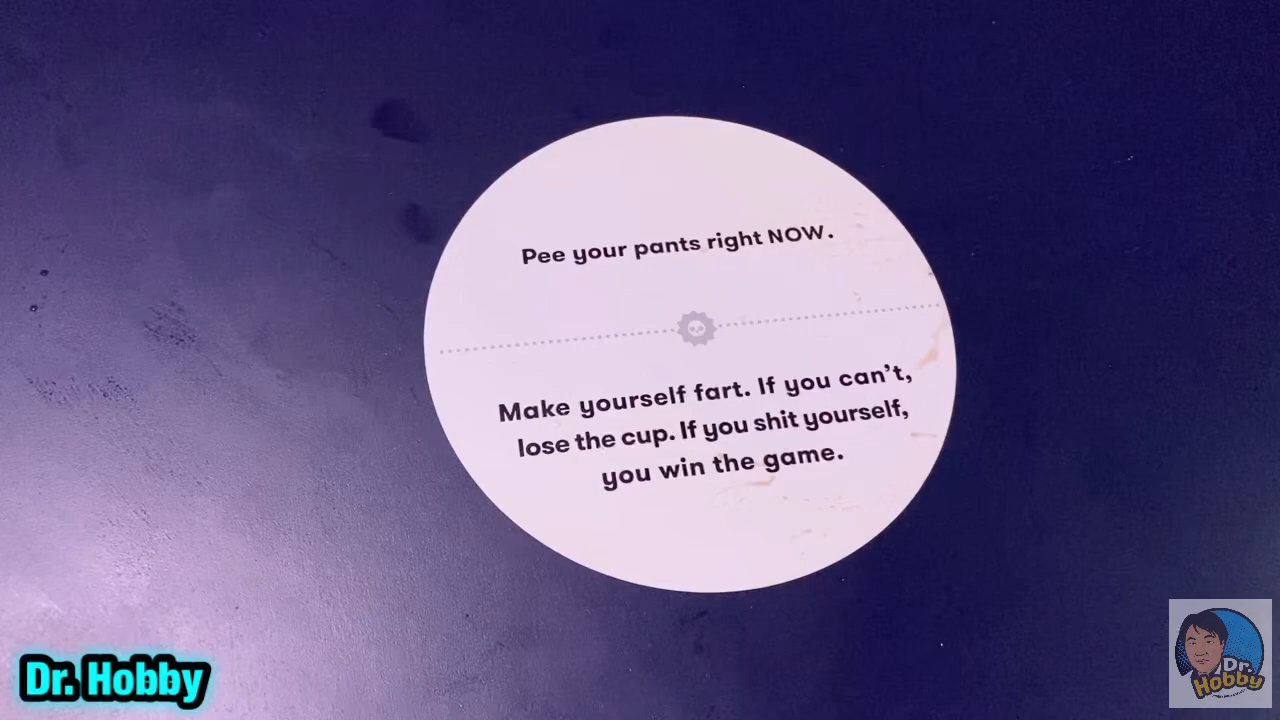 Pee your pants right NOW.
Make yourself fart. If you can't,
lose the cup. If you shit yourself,
you win the game.
Dr. Hobby
Dr.
Hobby